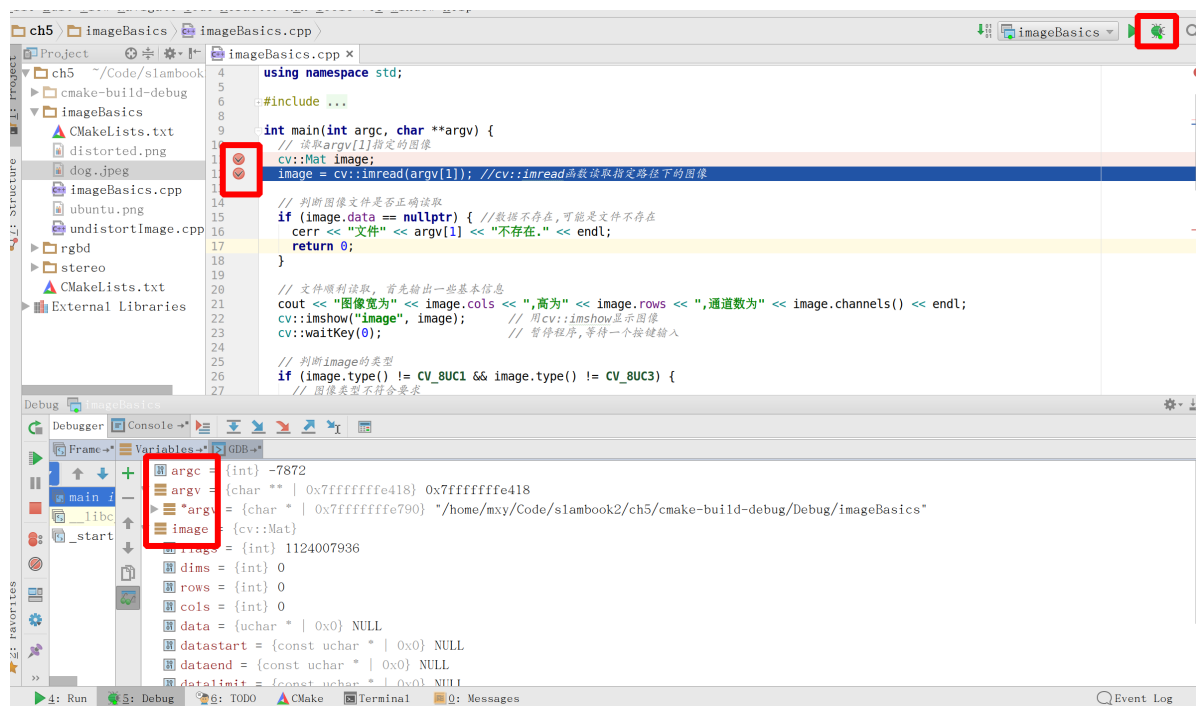 ch5 imageBasics imageBasics.cpp imageBasics
Project imageBasics.cpp ×
ch5 ~/Code/slambook
cmake-build-debug
imageBasics
CMakeLists.txt
distorted.png
dog.jpeg
imageBasics.cpp
ubuntu.png
undistortImage.cpp
rgbd
stereo
CMakeLists.txt
External Libraries
4 using namespace std;
5
6 #include ...
8
9 int main(int argc, char **argv) {
10 // 读取argv[1]指定的图像
cv::Mat image;
image = cv::imread(argv[1]); //cv::imread函数读取指定路径下的图像
14 // 判断图像文件是否正确读取
15 if (image.data == nullptr) { //数据不存在,可能是文件不存在
16 cerr << "文件" << argv[1] << "不存在." << endl;
17 return 0;
18 }
19
20 // 文件顺利读取, 首先输出一些基本信息
21 cout << "图像宽为" << image.cols << ",高为" << image.rows << ",通道数为" << image.channels() << endl;
22 cv::imshow("image", image); // 用cv::imshow显示图像
23 cv::waitKey(0); // 暂停程序,等待一个按键输入
24
25 // 判断image的类型
26 if (image.type() != CV_8UC1 && image.type() != CV_8UC3) {
27 // 图像类型不符合要求
Debug imageBasics
Debugger Console
Frame Variables GDB
main i
__libc
_start
argc = {int} -7872
argv = {char ** | 0x7fffffffe418} 0x7fffffffe418
*argv = {char * | 0x7fffffffe790} "/home/mxy/Code/slambook2/ch5/cmake-build-debug/Debug/imageBasics"
image = {cv::Mat}
flags = {int} 1124007936
dims = {int} 0
rows = {int} 0
cols = {int} 0
data = {uchar * | 0x0} NULL
datastart = {const uchar * | 0x0} NULL
dataend = {const uchar * | 0x0} NULL
datalimit = {const uchar * | 0x0} NULL
1: Project
7: Structure
2: Favorites
4: Run 5: Debug 6: TODO CMake Terminal 0: Messages Event Log